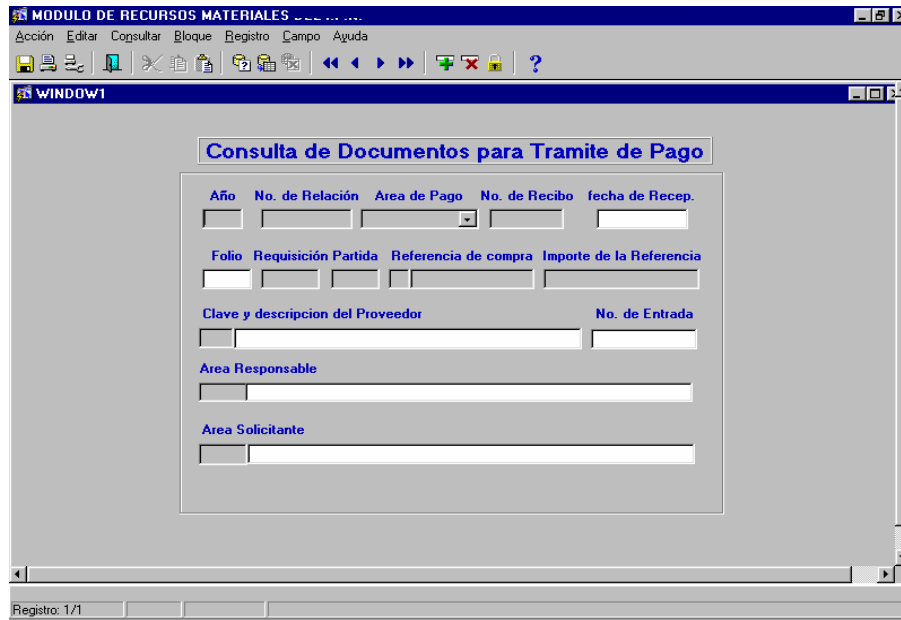 MODULO DE RECURSOS MATERIALES
Acción Editar Consultar Bloque Registro Campo Ayuda
WINDOW1
Consulta de Documentos para Tramite de Pago
Año No. de Relación Area de Pago No. de Recibo fecha de Recep.
Folio Requisición Partida Referencia de compra Importe de la Referencia
Clave y descripcion del Proveedor No. de Entrada
Area Responsable
Area Solicitante
Registro: 1/1